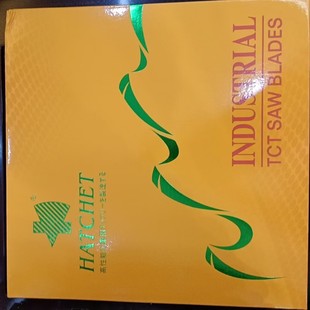 HATCHET
INDUSTRIAL
TCT SAW BLADES